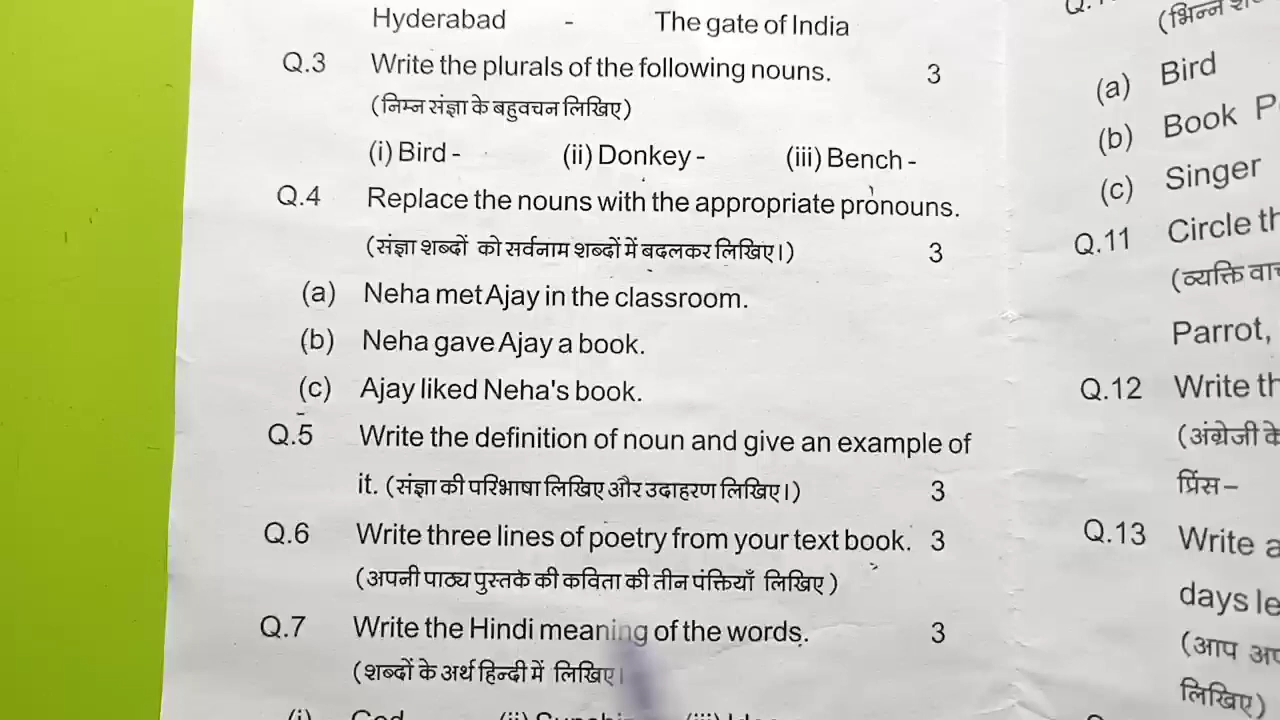 Hyderabad - The gate of India
Q.3 Write the plurals of the following nouns. 3
(निम्न संज्ञा के बहुवचन लिखिए)
(i) Bird - (ii) Donkey - (iii) Bench -
Q.4 Replace the nouns with the appropriate pronouns.
(संज्ञा शब्दों को सर्वनाम शब्दों में बदलकर लिखिए।) 3
(a) Neha met Ajay in the classroom.
(b) Neha gave Ajay a book.
(c) Ajay liked Neha's book.
Q.5 Write the definition of noun and give an example of
it. (संज्ञा की परिभाषा लिखिए और उदाहरण लिखिए।) 3
Q.6 Write three lines of poetry from your text book. 3
(अपनी पाठ्य पुस्तके की कविता की तीन पंक्तियाँ लिखिए)
Q.7 Write the Hindi meaning of the words. 3
(शब्दों के अर्थ हिन्दी में लिखिए।
(i) God (ii)
(iii)
(भिन्न
(a) Bird
(b) Book
(c) Singer
Q.11 Circle
Parrot,
Q.12 Write
(अंग्रेजी के
प्रिंस–
Q.13 Write
days
(आप
लिखिए)